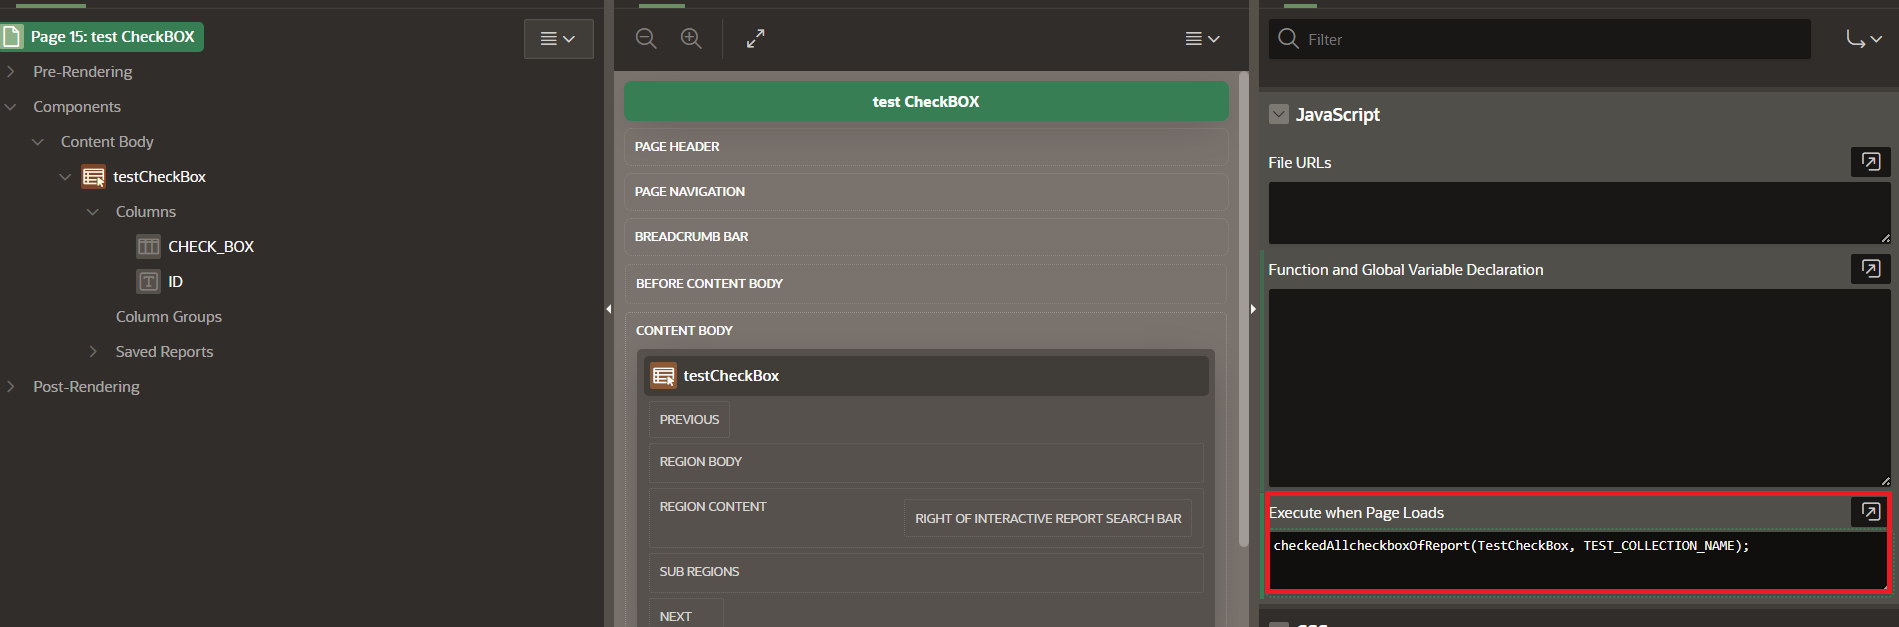 Page 15: test CheckBOX
Pre-Rendering
Components
Content Body
testCheckBox
Columns
CHECK_BOX
ID
Column Groups
Saved Reports
Post-Rendering
test CheckBOX
PAGE HEADER
PAGE NAVIGATION
BREADCRUMB BAR
BEFORE CONTENT BODY
CONTENT BODY
testCheckBox
PREVIOUS
REGION BODY
REGION CONTENT
RIGHT OF INTERACTIVE REPORT SEARCH BAR
SUB REGIONS
NEXT
Filter
JavaScript
File URLs
Function and Global Variable Declaration
Execute when Page Loads
checkedAllcheckboxOfReport(TestCheckBox, TEST_COLLECTION_NAME);